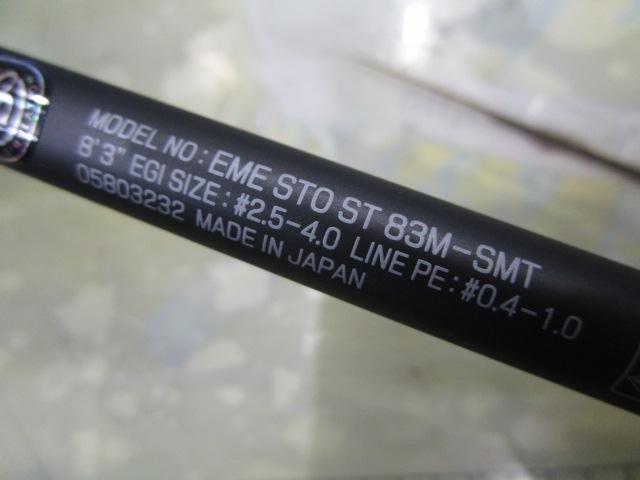 MODEL NO : EME STO ST 83M-SMT
8'3" EGI SIZE : #2.5-4.0 LINE PE : #0.4-1.0
05803232 MADE IN JAPAN